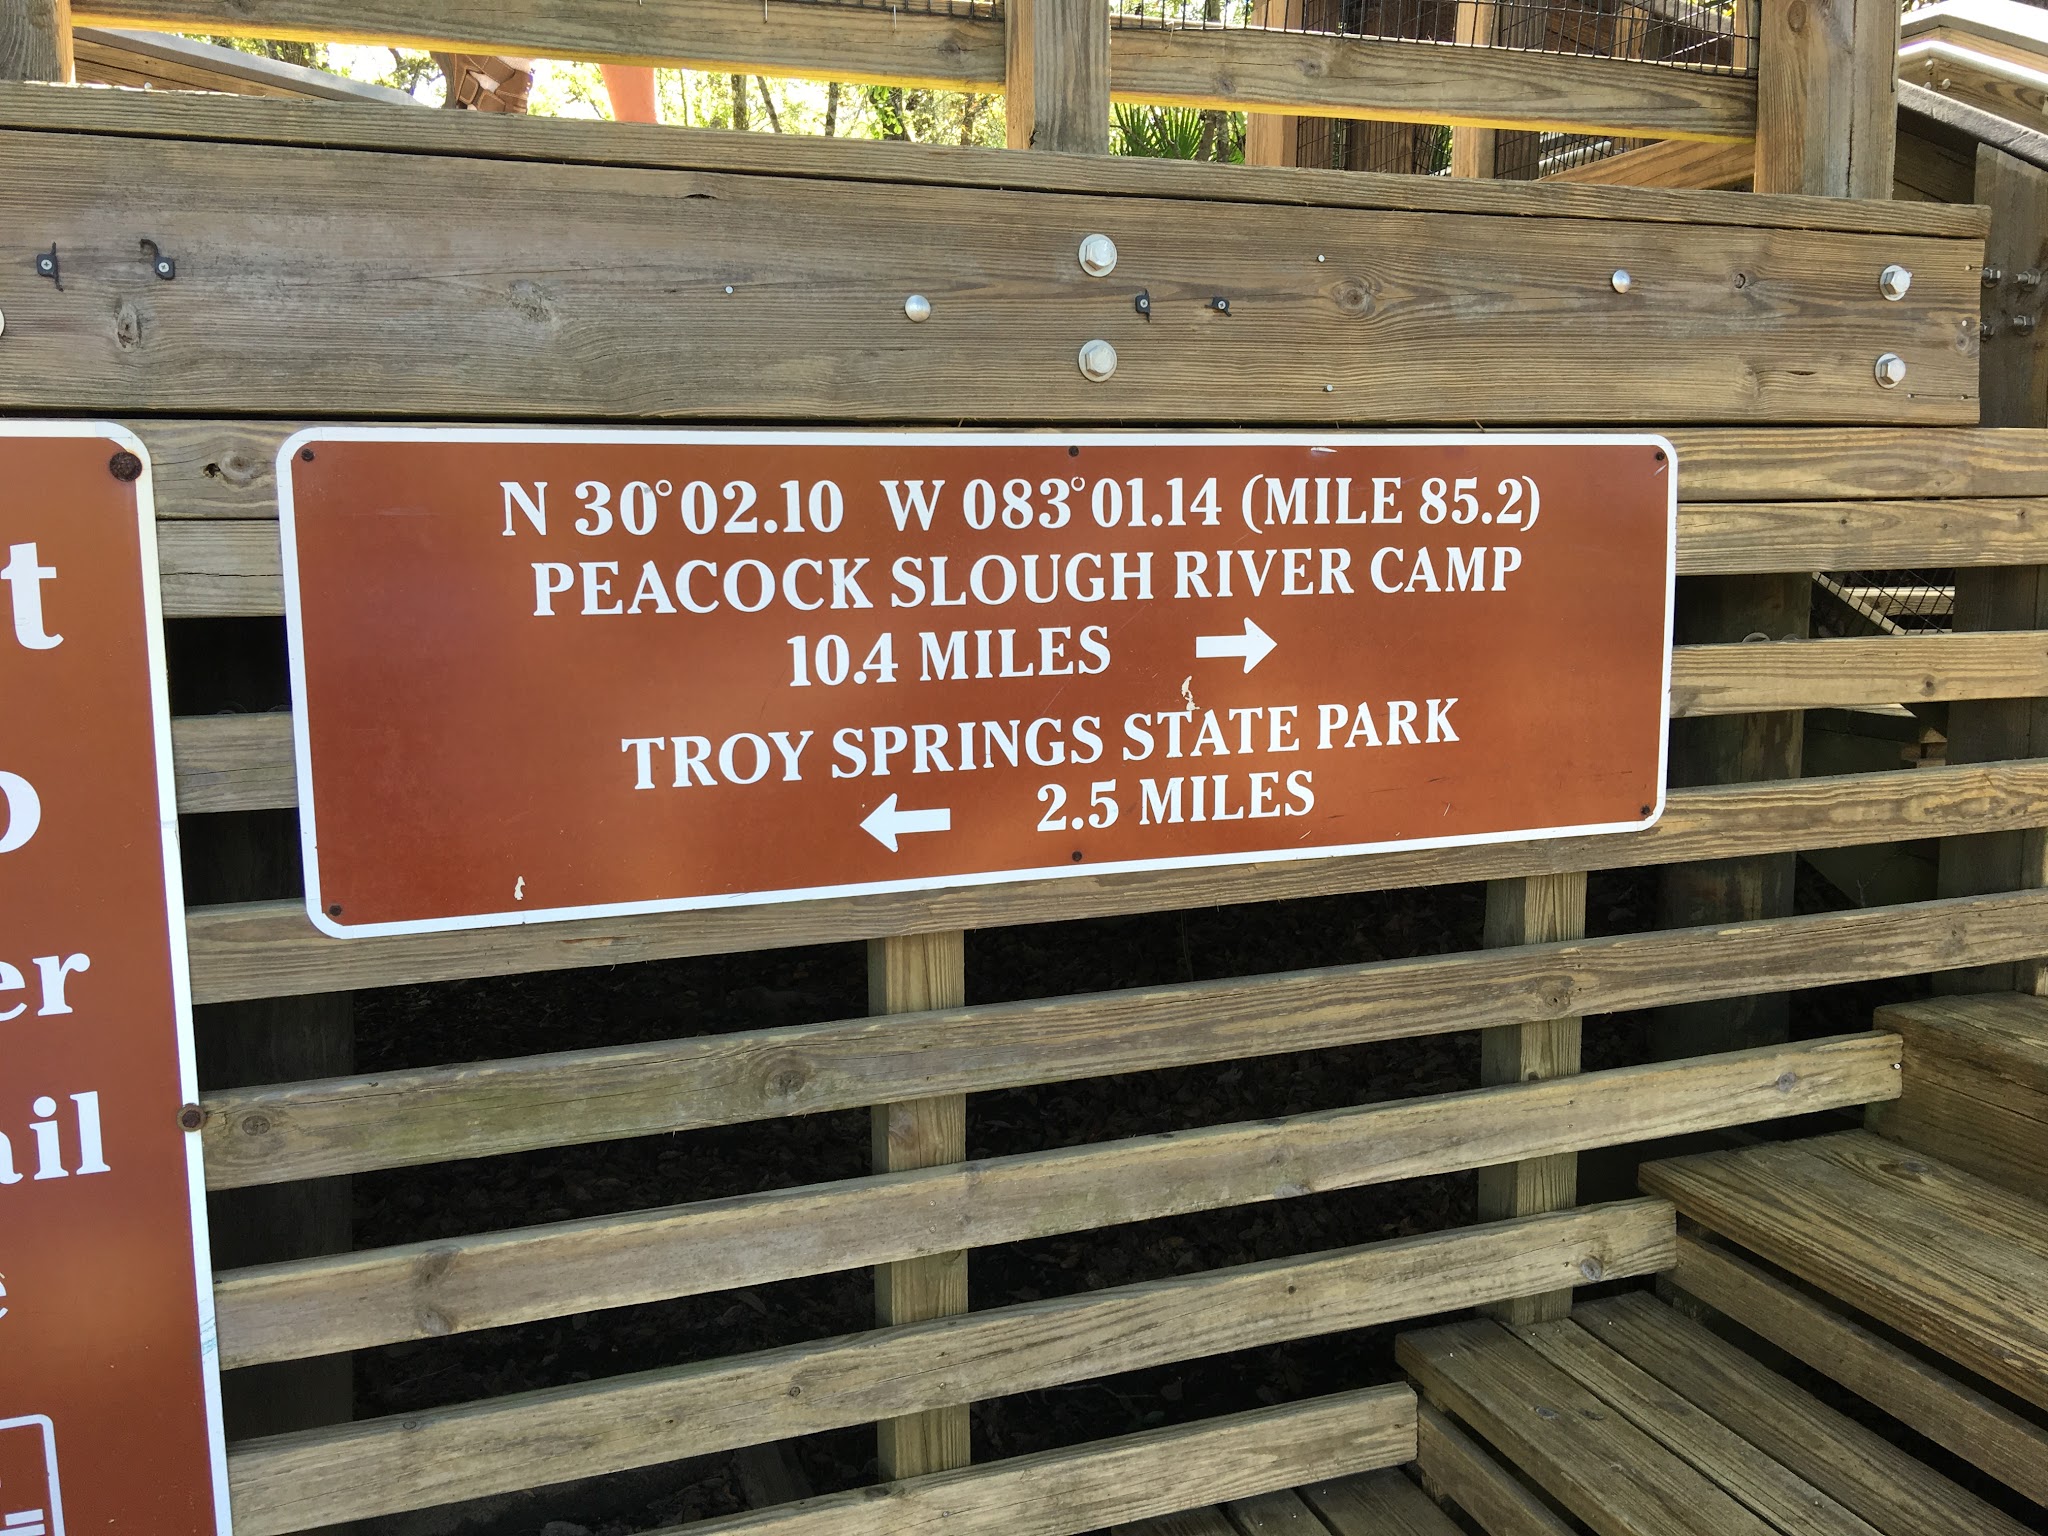 N 30°02.10 W 083°01.14 (MILE 85.2)
PEACOCK SLOUGH RIVER CAMP
10.4 MILES →
TROY SPRINGS STATE PARK
← 2.5 MILES